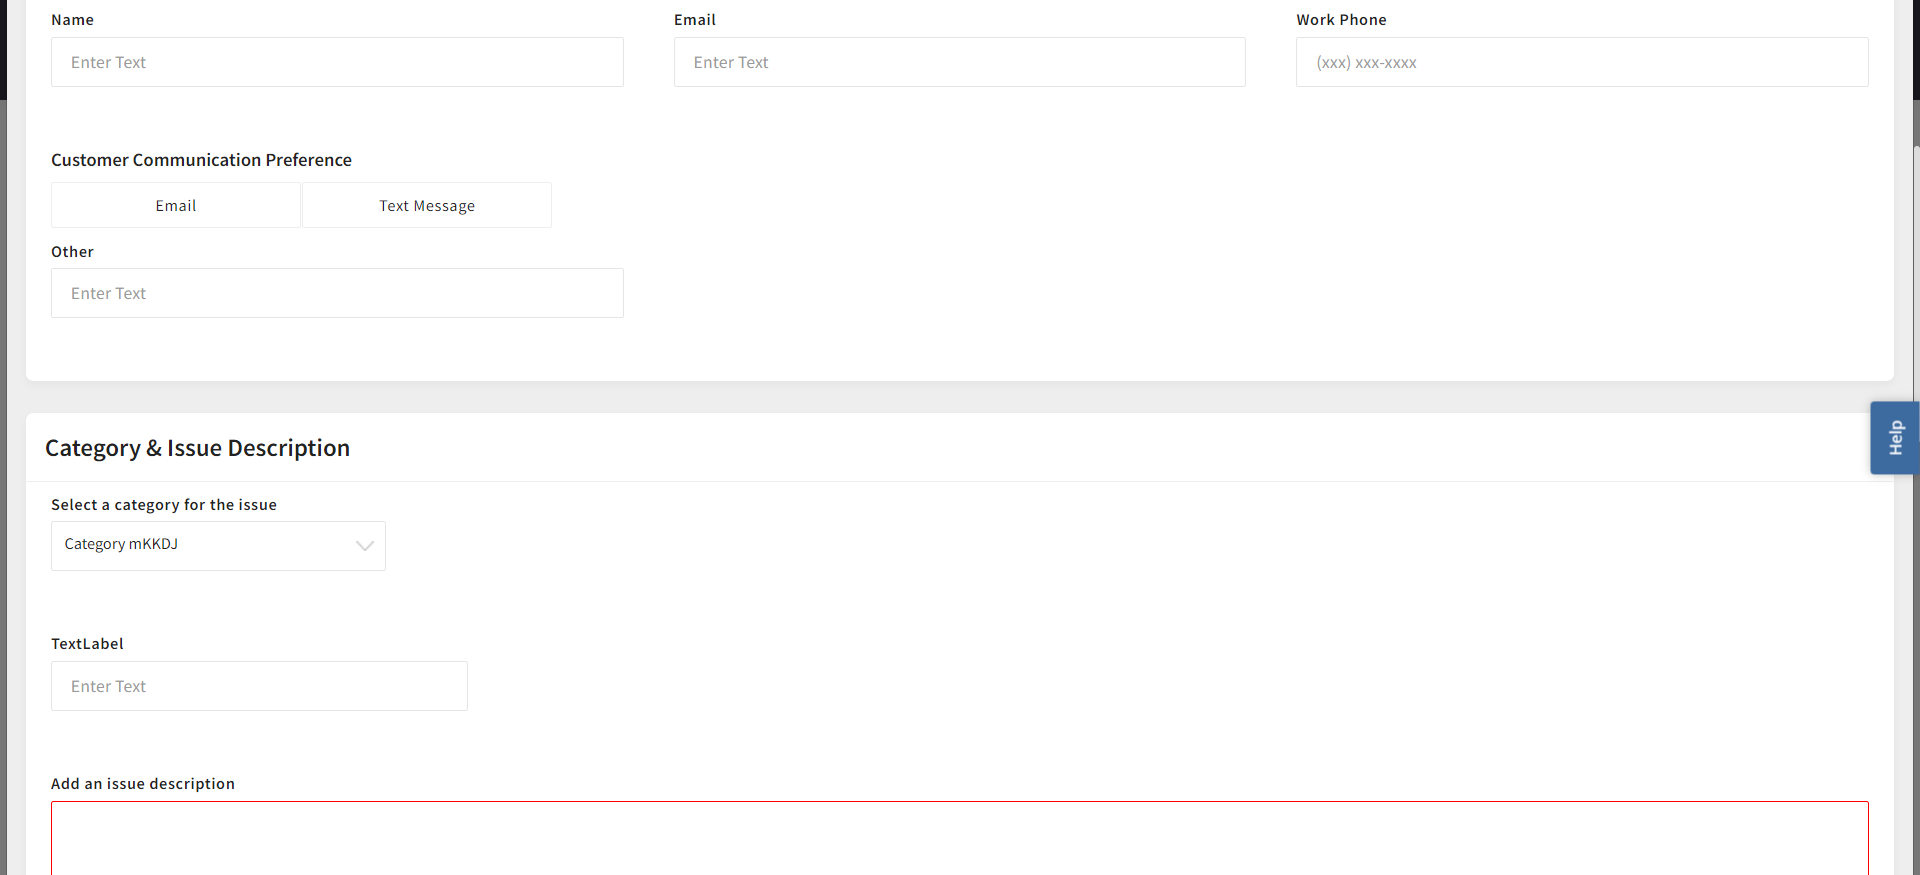 Name
Email
Work Phone
Enter Text
Enter Text
(xxx) xxx-xxxx
Customer Communication Preference
Email
Text Message
Other
Enter Text
Help
Category & Issue Description
Select a category for the issue
Category mKKDJ
TextLabel
Enter Text
Add an issue description